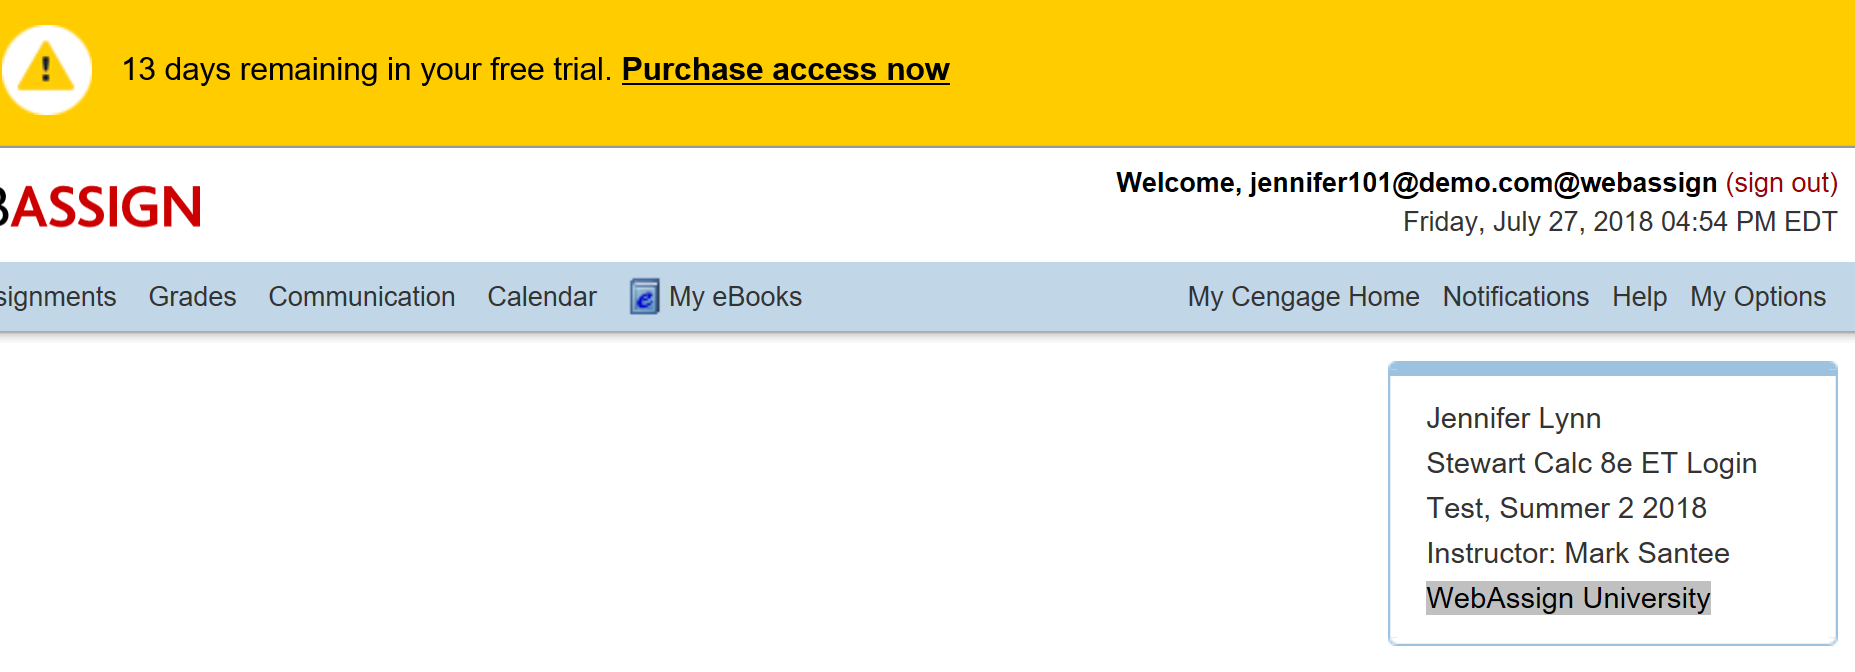 13 days remaining in your free trial. Purchase access now
BASSIGN
Welcome, jennifer101@demo.com@webassign (sign out)
Friday, July 27, 2018 04:54 PM EDT
signments Grades Communication Calendar My eBooks My Cengage Home Notifications Help My Options
Jennifer Lynn
Stewart Calc 8e ET Login
Test, Summer 2 2018
Instructor: Mark Santee
WebAssign University